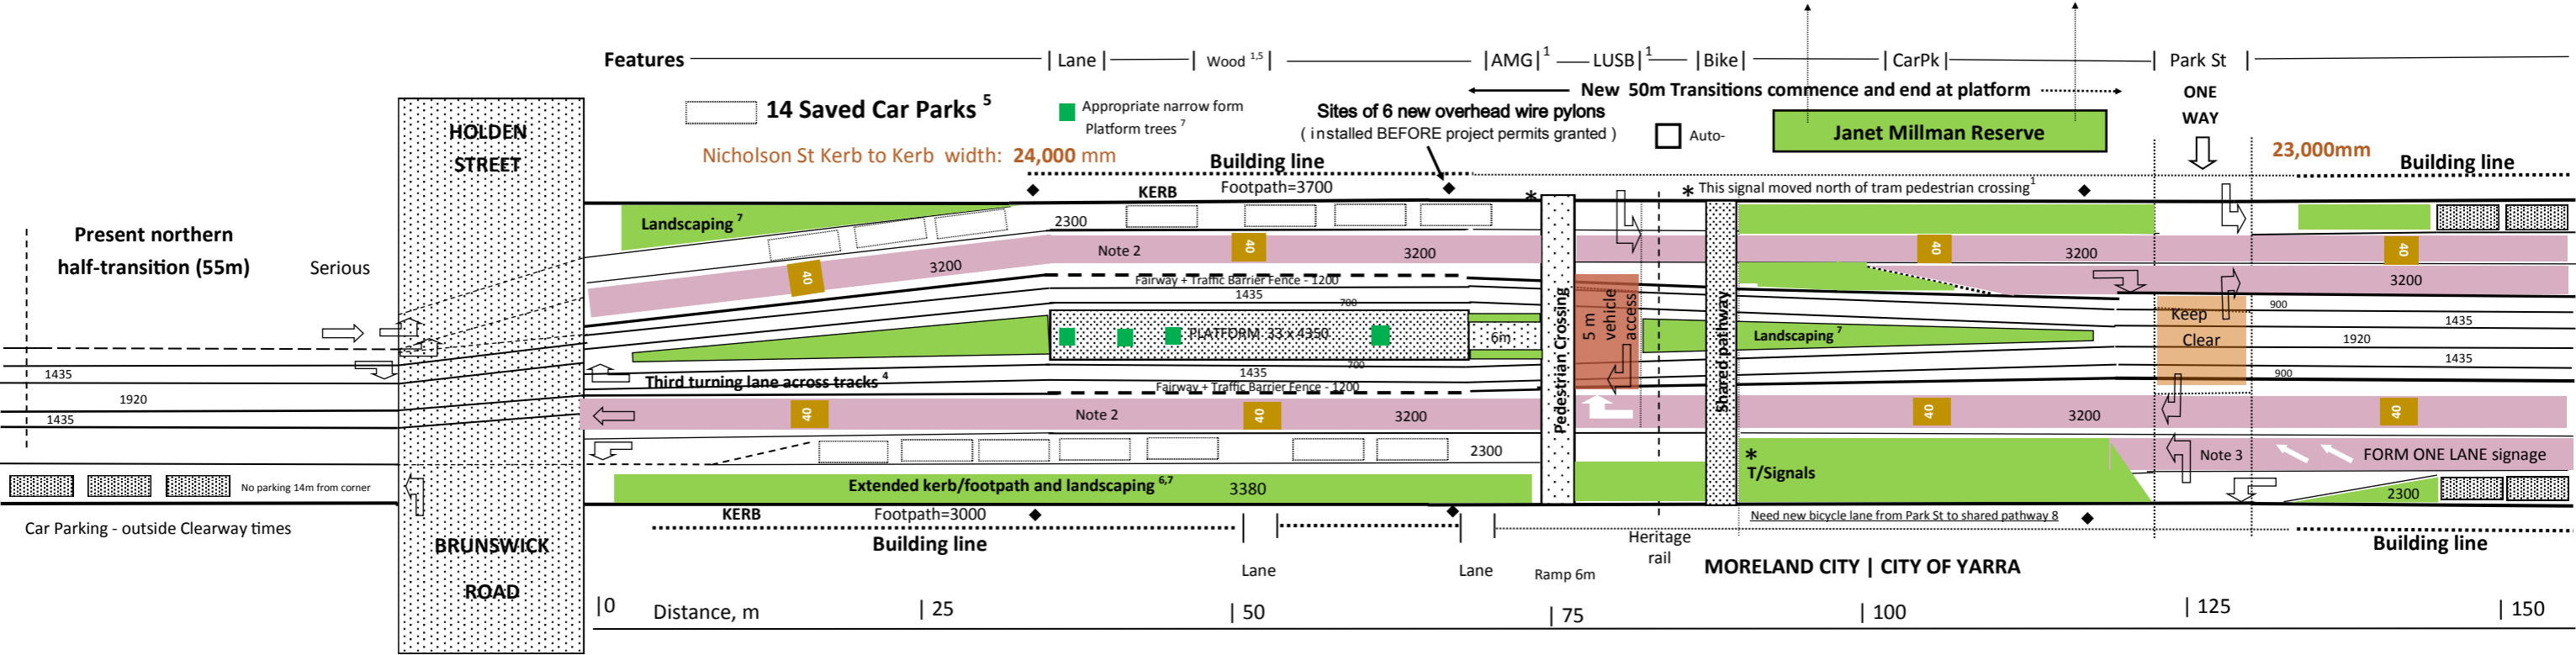 Features
Lane
Wood 1,5
AMG 1
LUSB 1
Bike
CarPk
Park St
14 Saved Car Parks 5
Appropriate narrow form
Platform trees 7
New 50m Transitions commence and end at platform
Sites of 6 new overhead wire pylons
( installed BEFORE project permits granted )
Auto-
Janet Millman Reserve
ONE
WAY
Nicholson St Kerb to Kerb width: 24,000 mm
23,000mm
Building line
Building line
HOLDEN
STREET
KERB
Footpath=3700
* This signal moved north of tram pedestrian crossing 1
*
Landscaping 7
2300
Present northern
half-transition (55m)
Serious
3200
40
Note 2
40
3200
40
3200
40
3200
Fairway + Traffic Barrier Fence - 1200
1435
700
PLATFORM 33 x 4350
6m
Pedestrian Crossing
5 m
vehicle
access
Shared pathway
Landscaping 7
Keep
Clear
900
1435
1920
1435
900
1435
1920
1435
Third turning lane across tracks 4
1435
700
Fairway + Traffic Barrier Fence - 1200
40
Note 2
40
3200
40
3200
40
2300
*
T/Signals
Note 3
FORM ONE LANE signage
No parking 14m from corner
Extended kerb/footpath and landscaping 6,7
3380
2300
Car Parking - outside Clearway times
KERB
Footpath=3000
Need new bicycle lane from Park St to shared pathway 8
BRUNSWICK
ROAD
Building line
Heritage
rail
Building line
Lane
Lane
Ramp 6m
MORELAND CITY | CITY OF YARRA
|0
Distance, m
| 25
| 50
| 75
| 100
| 125
| 150